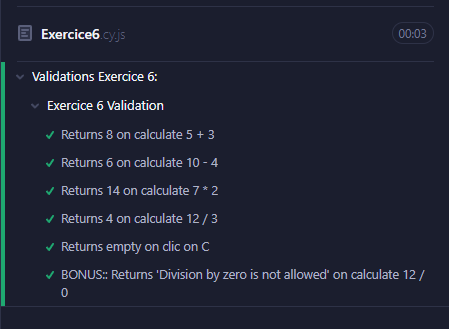 Exercice6.cy.js 00:03
Validations Exercice 6:
Exercice 6 Validation
Returns 8 on calculate 5 + 3
Returns 6 on calculate 10 - 4
Returns 14 on calculate 7 * 2
Returns 4 on calculate 12 / 3
Returns empty on clic on C
BONUS:: Returns 'Division by zero is not allowed' on calculate 12 /
0